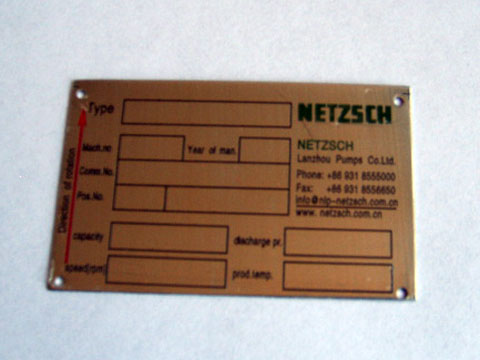 Type
NETZSCH
Mach.no
Year of man.
NETZSCH
Lanzhou Pumps Co.Ltd.
Comm.No.
Phone: +86 931 8555000
Pos.No.
Fax: +86 931 8556650
info@nlp-netzsch.com.cn
www. netzsch.com.cn
Direction of rotation
capacity
discharge pr.
speed(rpm)
prod.temp.